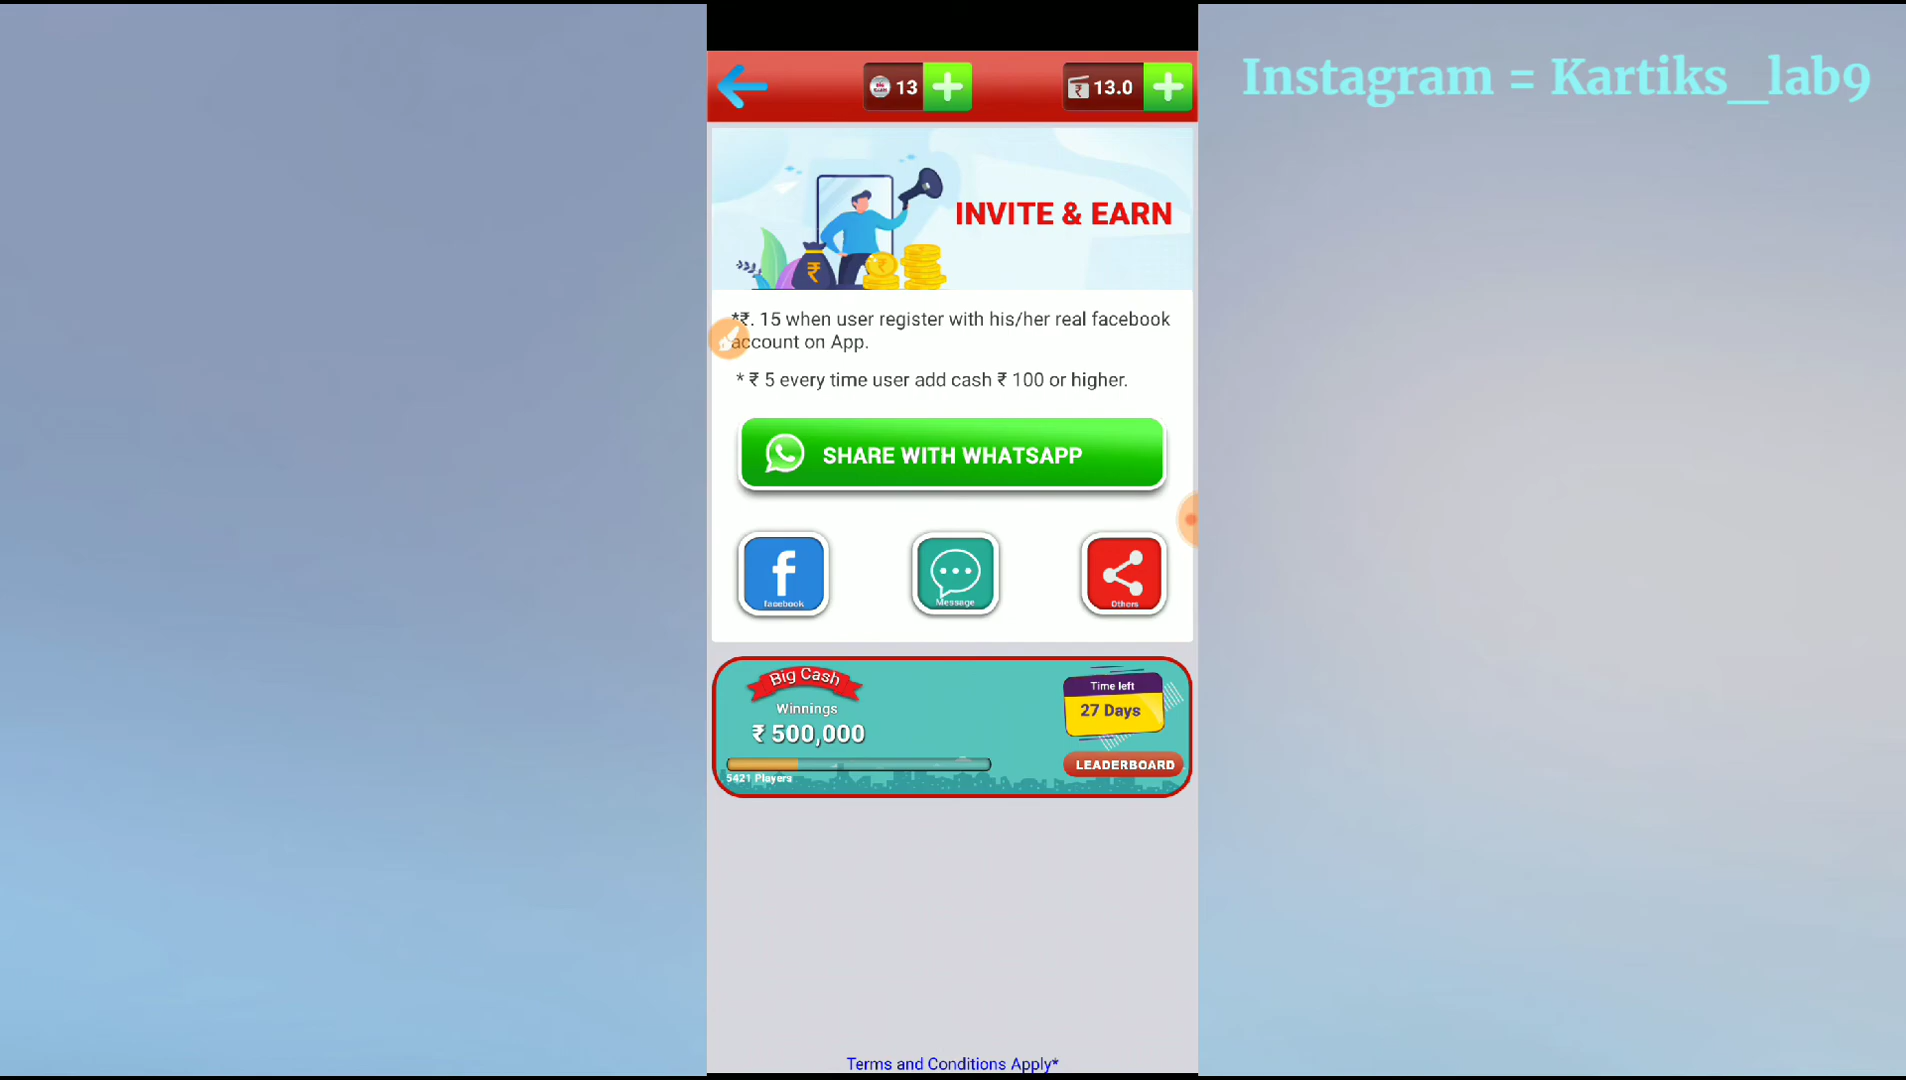 Instagram = Kartiks_lab9
13
13.0
INVITE & EARN
*₹. 15 when user register with his/her real facebook
account on App.
* ₹ 5 every time user add cash ₹ 100 or higher.
SHARE WITH WHATSAPP
facebook
Message
Others
Big Cash
Winnings
₹ 500,000
5421 Players
Time left
27 Days
LEADERBOARD
Terms and Conditions Apply*